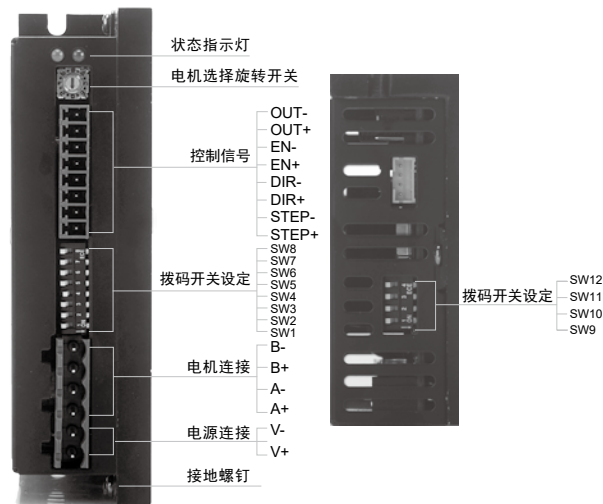 状态指示灯
电机选择旋转开关
控制信号
OUT-
OUT+
EN-
EN+
DIR-
DIR+
STEP-
STEP+
拨码开关设定
SW8
SW7
SW6
SW5
SW4
SW3
SW2
SW1
电机连接
B-
B+
A-
A+
电源连接
V-
V+
接地螺钉
拨码开关设定
SW12
SW11
SW10
SW9